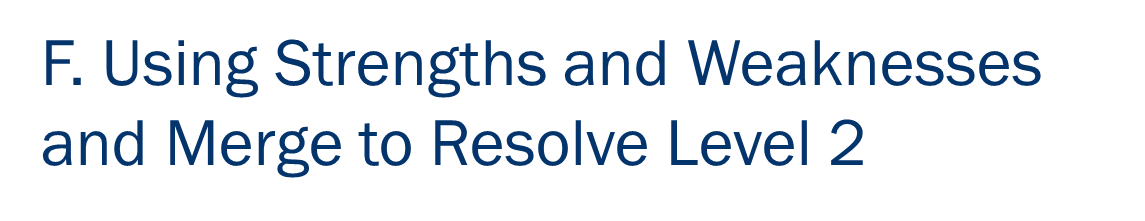 F. Using Strengths and Weaknesses
and Merge to Resolve Level 2